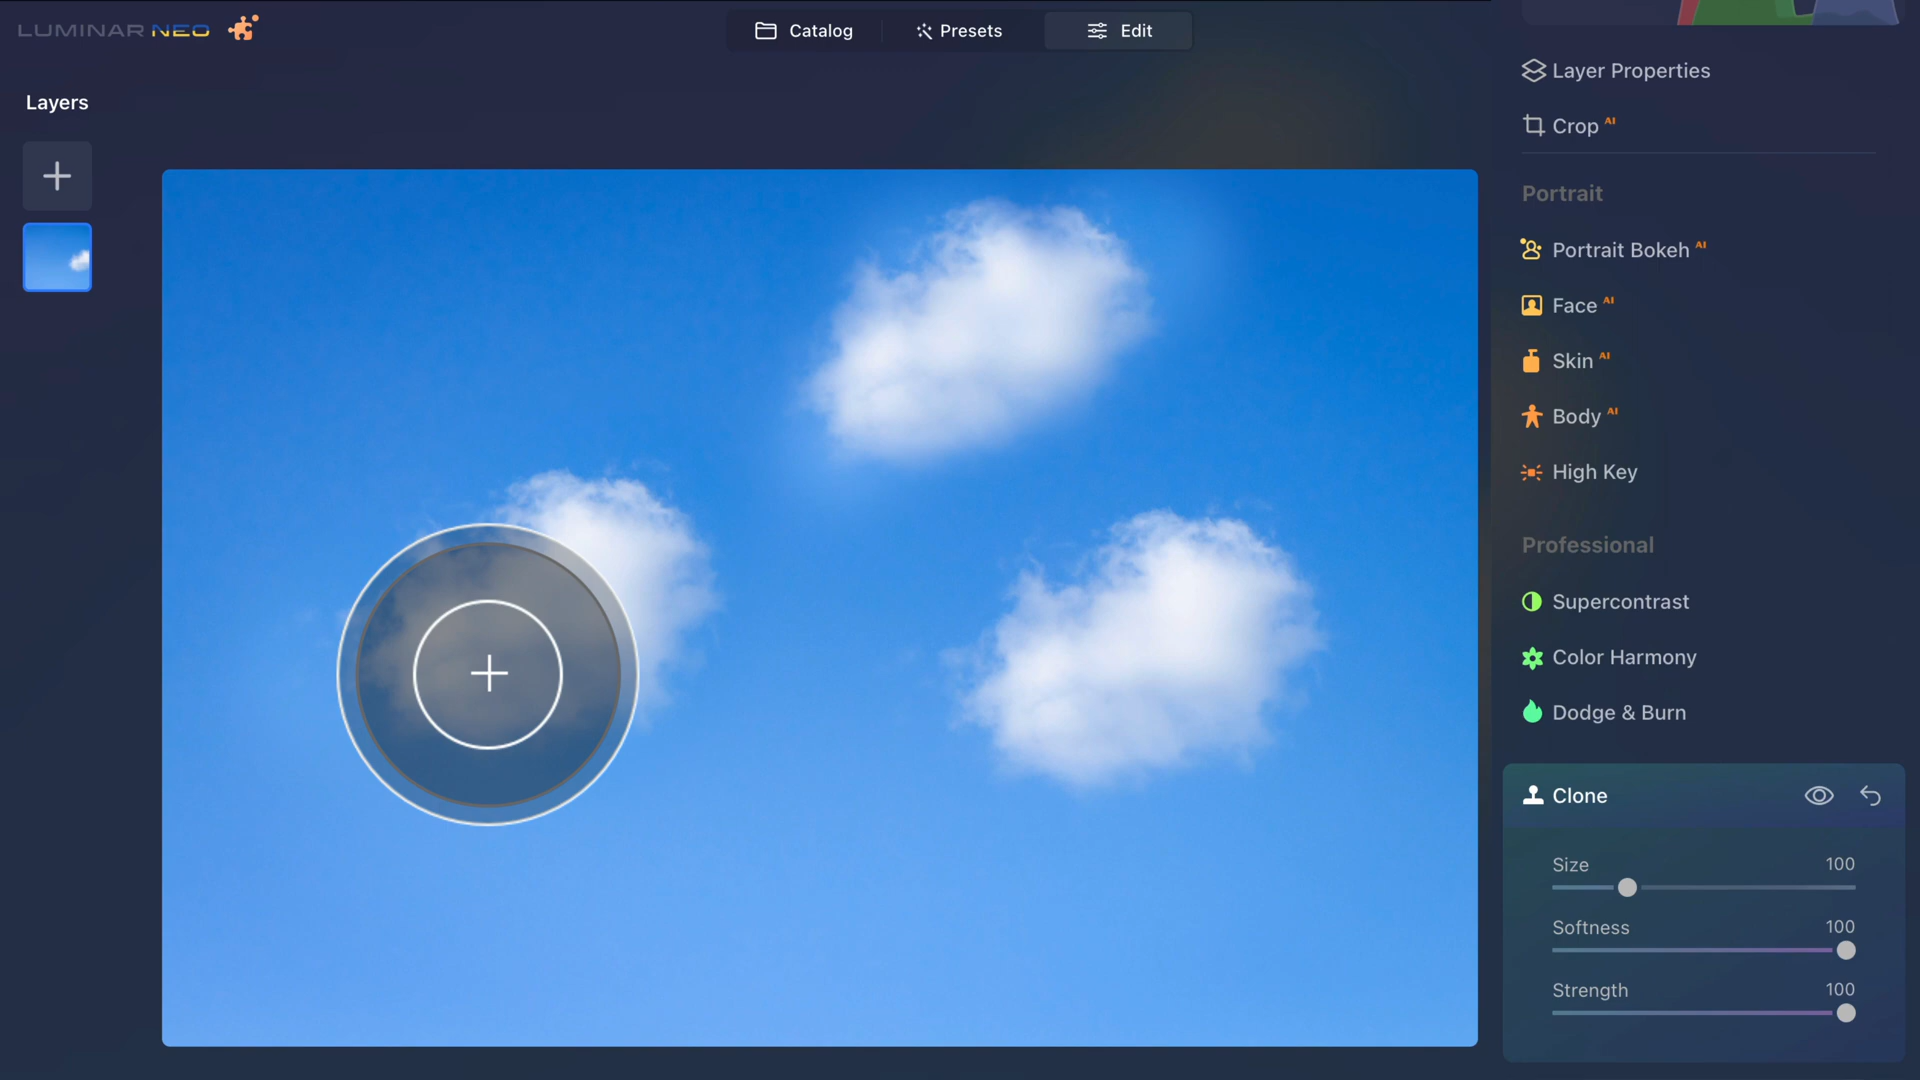 LUMINAR NEO
Catalog
Presets
Edit
Layers
Layer Properties
Crop AI
Portrait
Portrait Bokeh AI
Face AI
Skin AI
Body AI
High Key
Professional
Supercontrast
Color Harmony
Dodge & Burn
Clone
Size 100
Softness 100
Strength 100